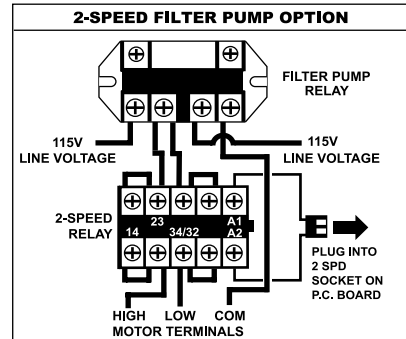 2-SPEED FILTER PUMP OPTION
FILTER PUMP
RELAY
115V
LINE VOLTAGE
115V
LINE VOLTAGE
2-SPEED
RELAY
23
14
34/32
A1
A2
PLUG INTO
2 SPD
SOCKET ON
P.C. BOARD
HIGH LOW COM
MOTOR TERMINALS